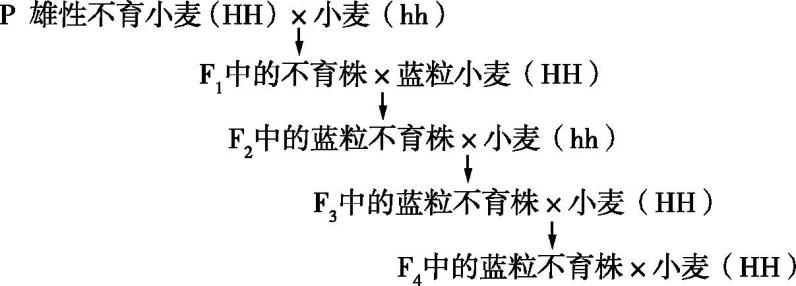 P 雄性不育小麦(HH)×小麦(hh)
F₁中的不育株×蓝粒小麦(HH)
F₂中的蓝粒不育株×小麦(hh)
F₃中的蓝粒不育株×小麦(HH)
F₄中的蓝粒不育株×小麦(HH)